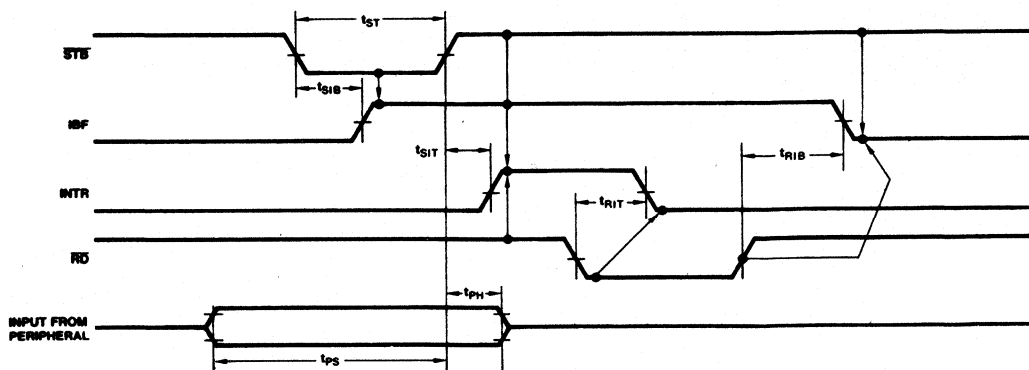 tST
STB
tSIB
IBF
tSIT
tRIB
INTR
tRIT
RD
tPH
INPUT FROM
PERIPHERAL
tPS